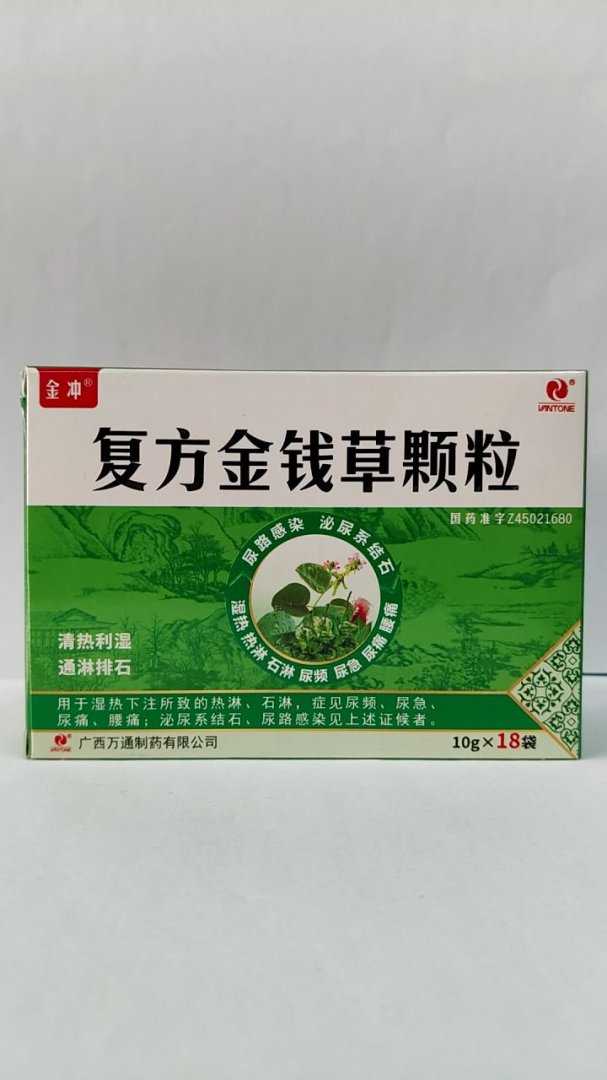 金冲®
VANTONE®
复方金钱草颗粒
国药准字Z45021680
尿路感染 泌尿系结石
湿热 热淋 石淋 尿频 尿急 尿痛 腰痛
清热利湿
通淋排石
用于湿热下注所致的热淋、石淋，症见尿频、尿急、
尿痛、腰痛；泌尿系结石、尿路感染见上述证候者。
VANTONE 广西万通制药有限公司
10g×18袋